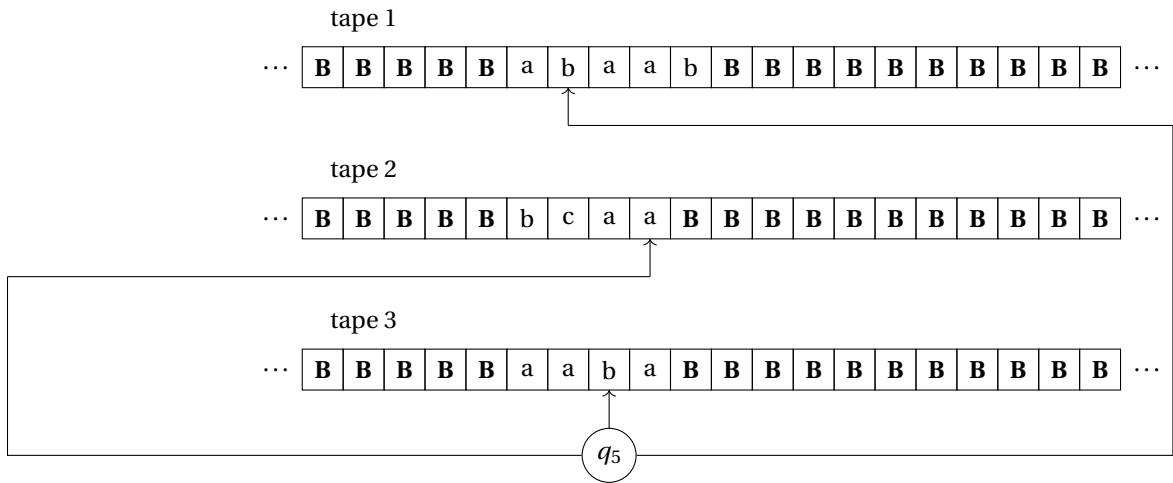 tape 1
… B B B B B a b a a b B B B B B B B B B B …
tape 2
… B B B B B b c a a B B B B B B B B B B B …
tape 3
… B B B B B a a b a B B B B B B B B B B B …
q₅